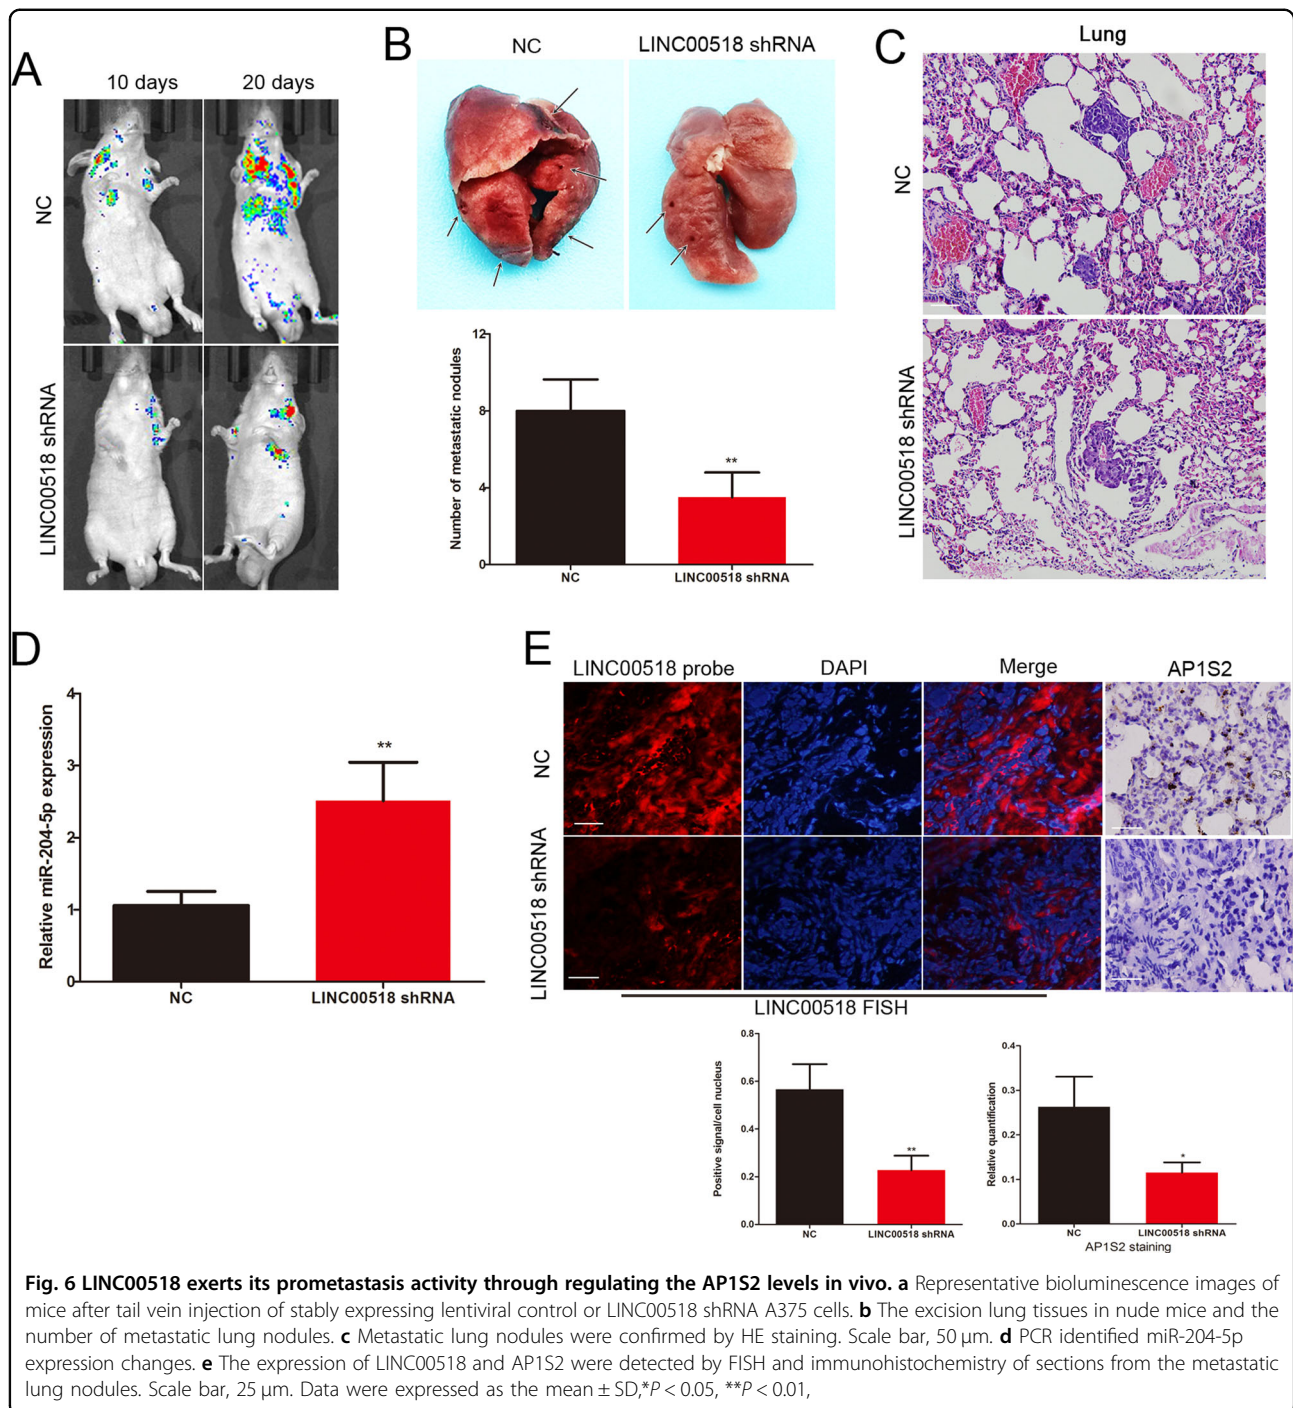 A
10 days
20 days
NC
LINC00518 shRNA
B
NC
LINC00518 shRNA
12
8
4
0
Number of metastatic nodules
**
NC
LINC00518 shRNA
C
Lung
NC
LINC00518 shRNA
D
4
3
2
1
0
Relative miR-204-5p expression
**
NC
LINC00518 shRNA
E
LINC00518 probe
DAPI
Merge
AP1S2
NC
LINC00518 shRNA
LINC00518 FISH
0.8
0.6
0.4
0.2
0.0
Positive signal/cell nucleus
**
NC
LINC00518 shRNA
0.4
0.3
0.2
0.1
0.0
Relative quantification
*
NC
LINC00518 shRNA
AP1S2 staining
Fig. 6 LINC00518 exerts its prometastasis activity through regulating the AP1S2 levels in vivo. a Representative bioluminescence images of
mice after tail vein injection of stably expressing lentiviral control or LINC00518 shRNA A375 cells. b The excision lung tissues in nude mice and the
number of metastatic lung nodules. c Metastatic lung nodules were confirmed by HE staining. Scale bar, 50 μm. d PCR identified miR-204-5p
expression changes. e The expression of LINC00518 and AP1S2 were detected by FISH and immunohistochemistry of sections from the metastatic
lung nodules. Scale bar, 25 μm. Data were expressed as the mean ± SD,*P < 0.05, **P < 0.01,